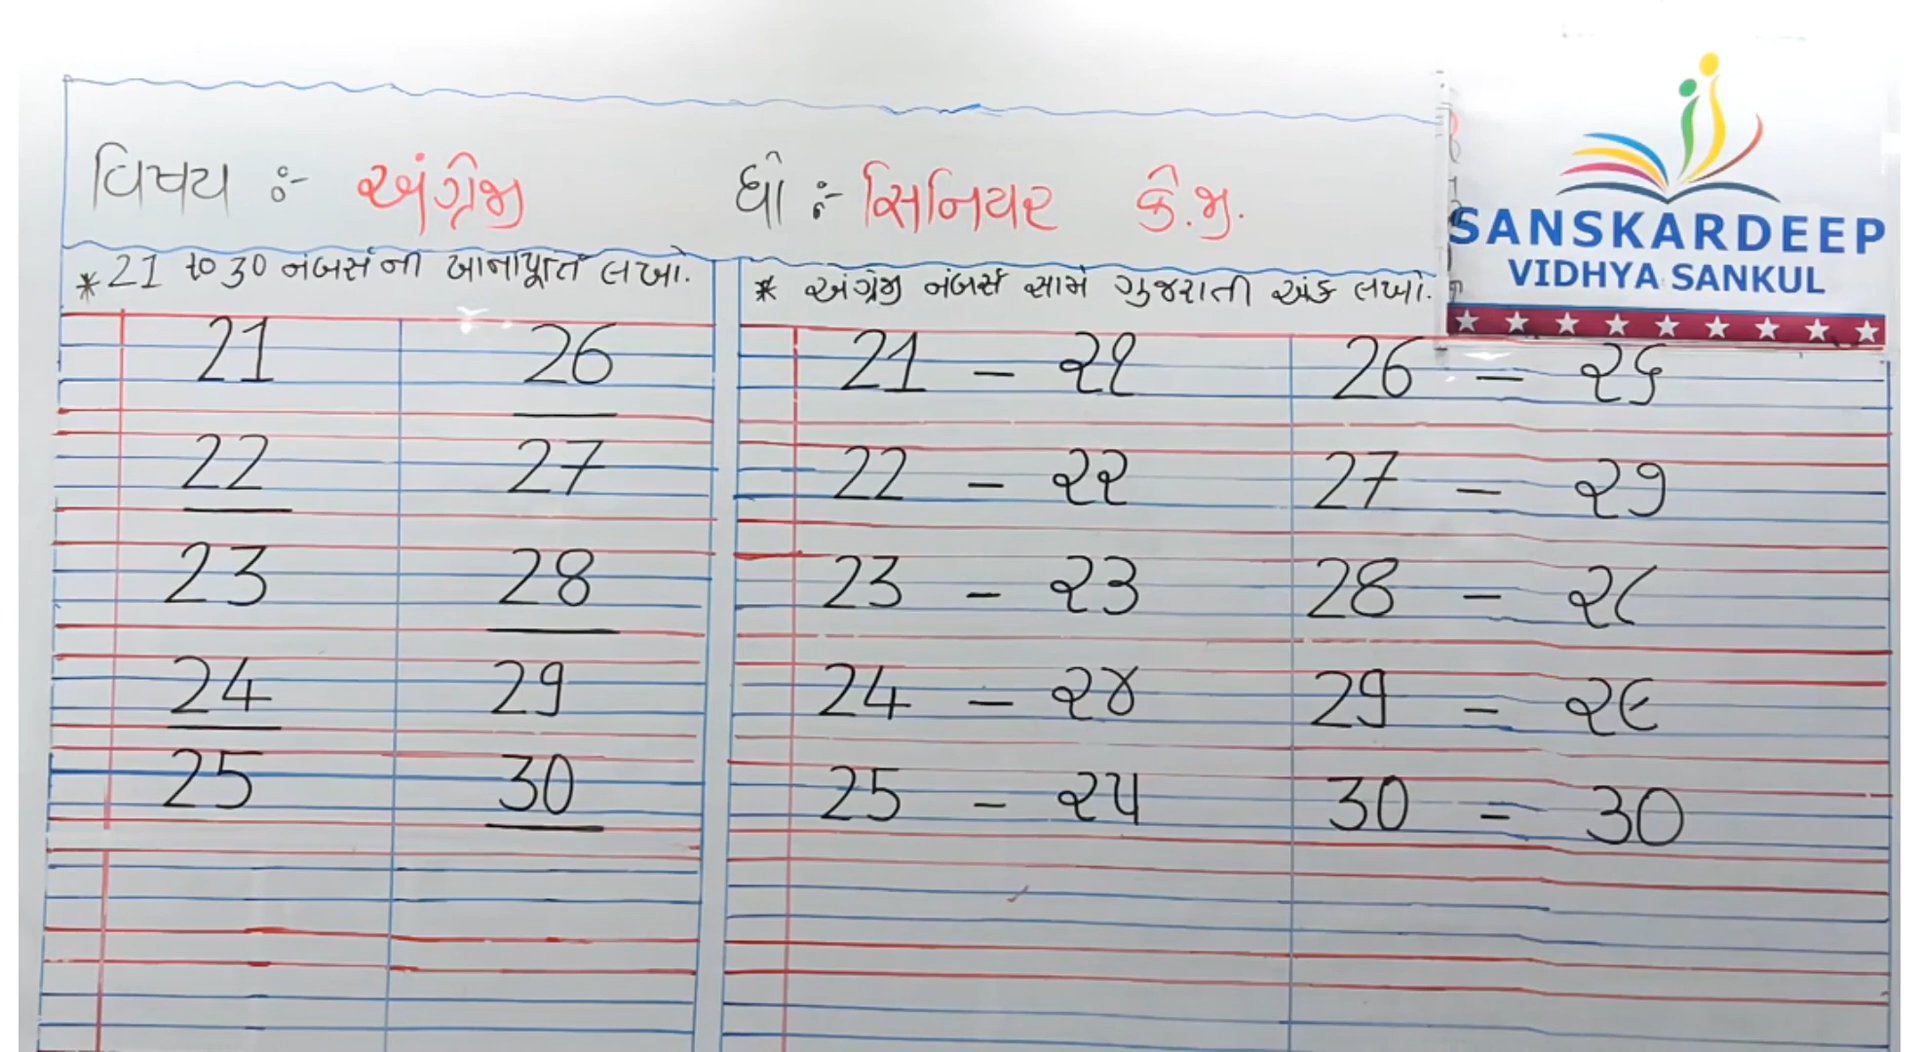 વિષય :- અંગ્રેજી
ધો :- સિનિયર કે.જી.
SANSKARDEEP
VIDHYA SANKUL
* 21 to 30 નંબર્સની ખાનાપૂર્તિ લખો.
21 26
22 27
23 28
24 29
25 30
* અંગ્રેજી નંબર્સ સામે ગુજરાતી અંક લખો.
21 – ૨૧ 26 – ૨૬
22 – ૨૨ 27 – ૨૭
23 – ૨૩ 28 – ૨૮
24 – ૨૪ 29 – ૨૯
25 – ૨૫ 30 – ૩૦